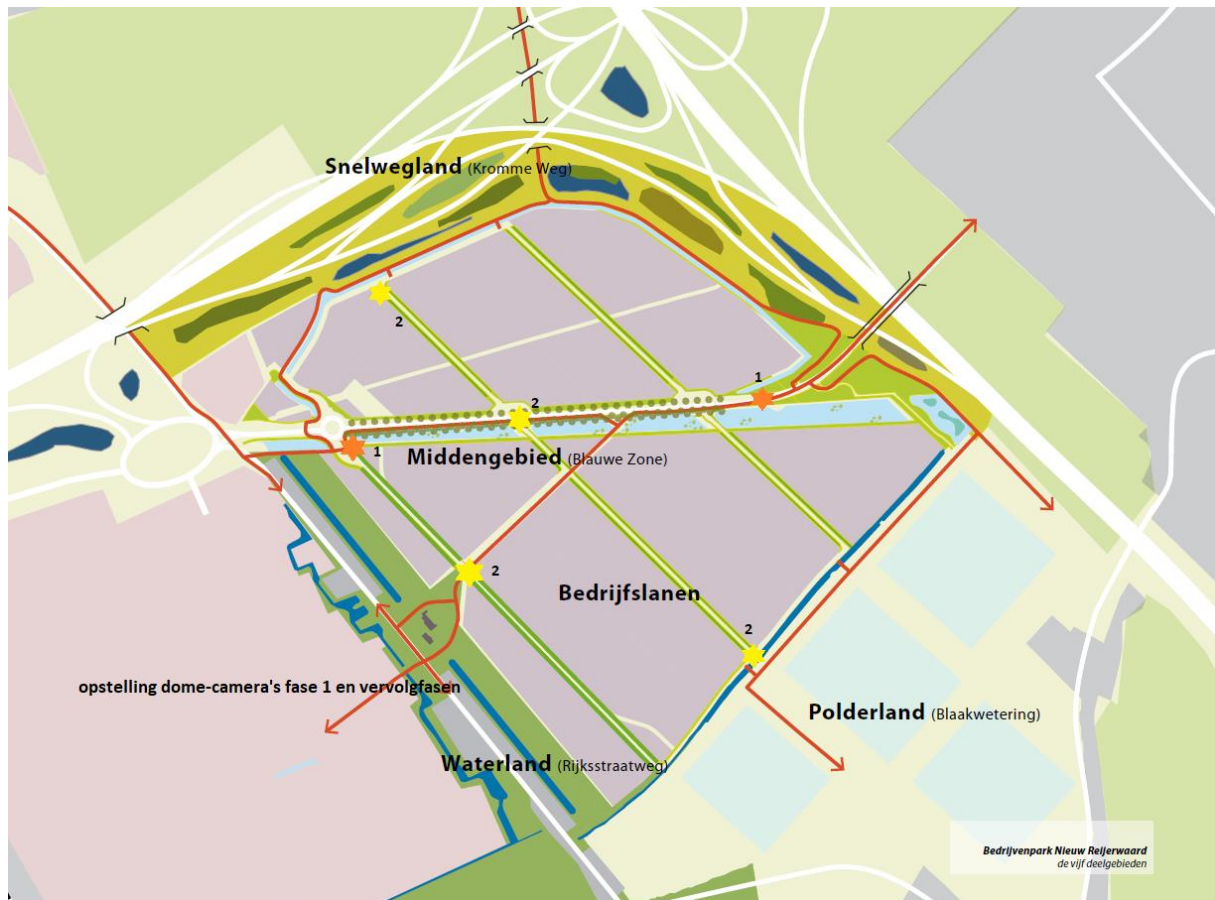 Snelwegland (Kromme Weg)
2
1
2
1
Middengebied (Blauwe Zone)
2
Bedrijfslanen
2
opstelling dome-camera's fase 1 en vervolgfasen
Polderland (Blaakwetering)
Waterland (Rijksstraatweg)
Bedrijvenpark Nieuw Reijerwaard
de vijf deelgebieden